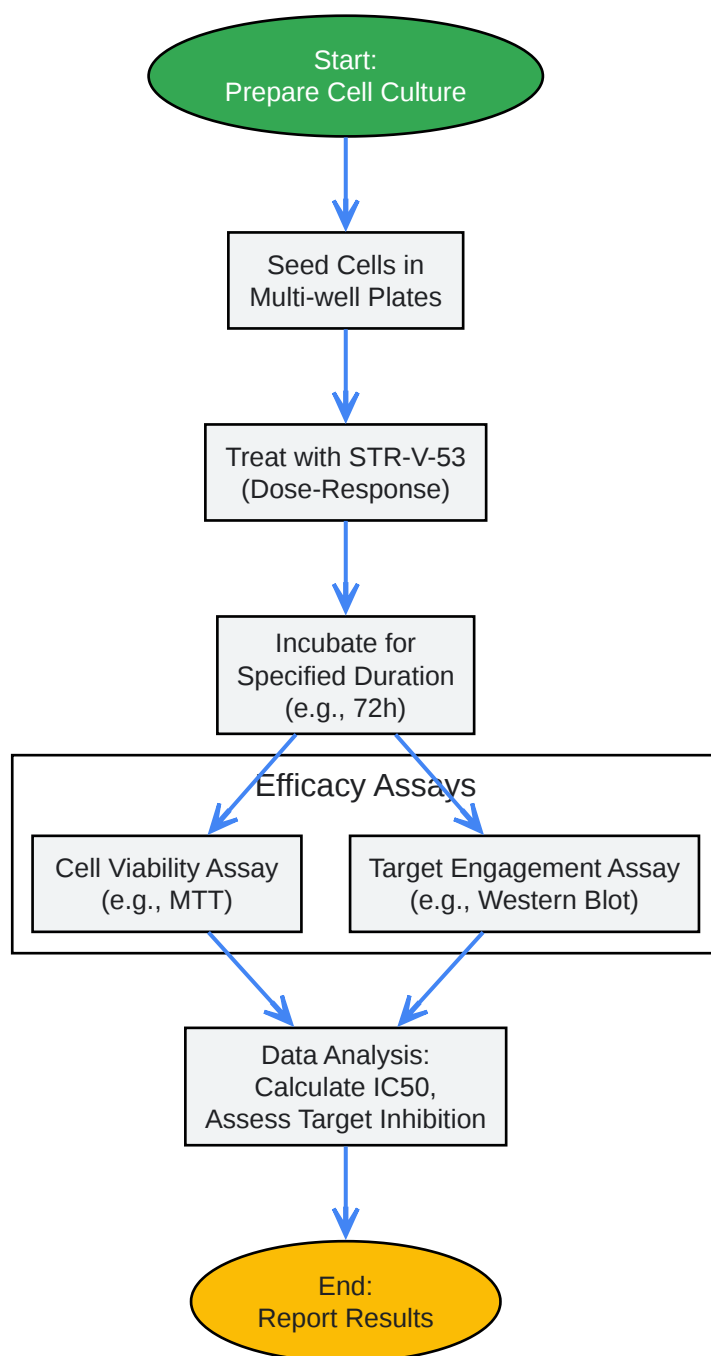 Start:
Prepare Cell Culture
Seed Cells in
Multi-well Plates
Treat with STR-V-53
(Dose-Response)
Incubate for
Specified Duration
(e.g., 72h)
Efficacy Assays
Cell Viability Assay
(e.g., MTT)
Target Engagement Assay
(e.g., Western Blot)
Data Analysis:
Calculate IC50,
Assess Target Inhibition
End:
Report Results